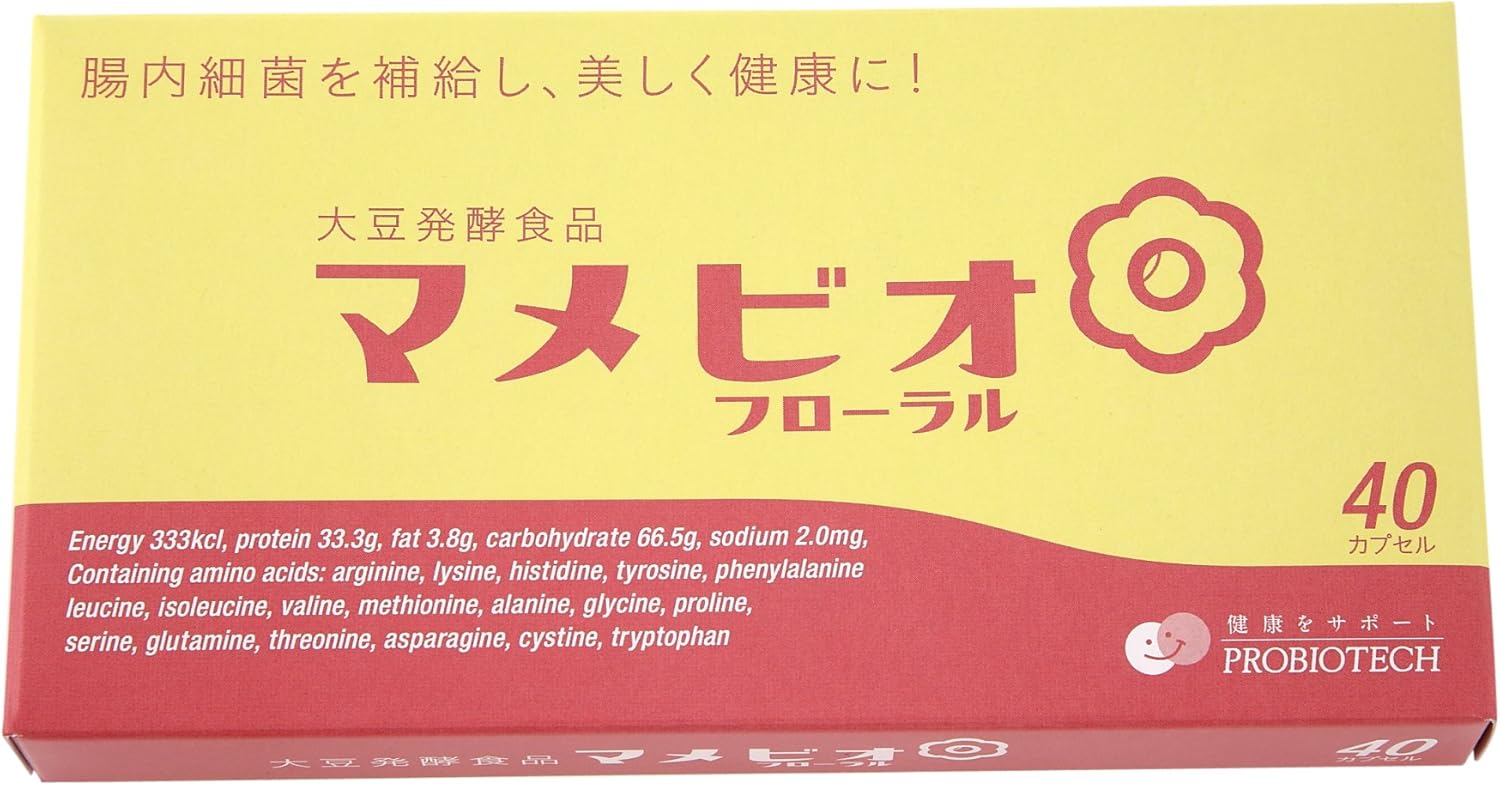 腸内細菌を補給し、美しく健康に!
大豆発酵食品
マメビオ
フローラル
40
カプセル
Energy 333kcl, protein 33.3g, fat 3.8g, carbohydrate 66.5g, sodium 2.0mg,
Containing amino acids: arginine, lysine, histidine, tyrosine, phenylalanine
leucine, isoleucine, valine, methionine, alanine, glycine, proline,
serine, glutamine, threonine, asparagine, cystine, tryptophan
健康をサポート
PROBIOTECH
大豆発酵食品 マメビオ
フローラル
40
カプセル